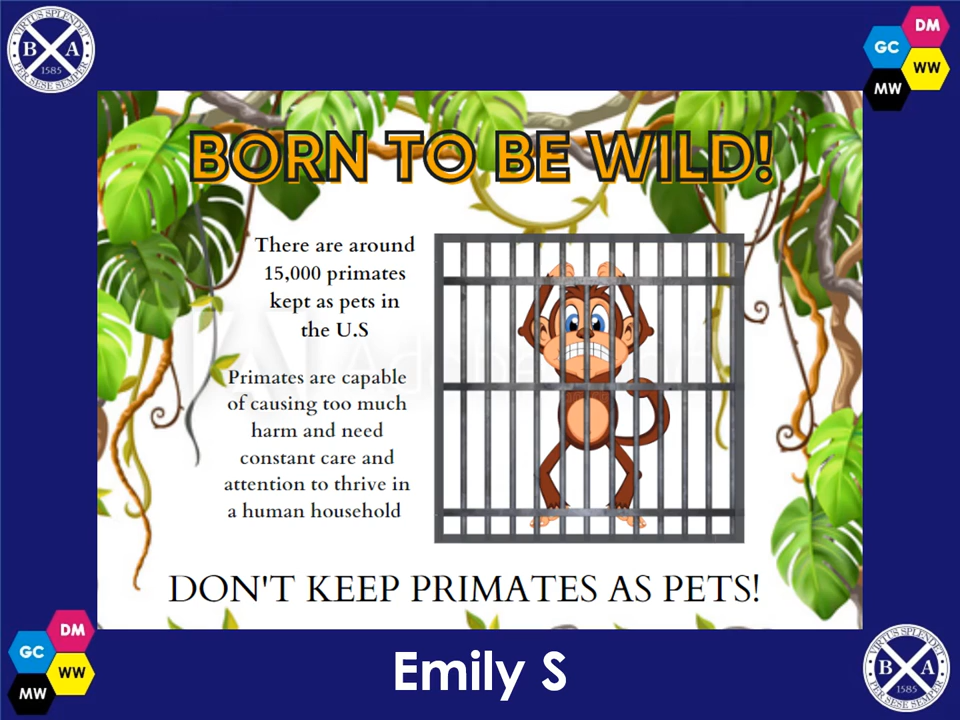 VIRTUS SPLENDET
B A
1585
PER SESE SEMPER
DM
GC
WW
MW
BORN TO BE WILD!
There are around
15,000 primates
kept as pets in
the U.S
Primates are capable
of causing too much
harm and need
constant care and
attention to thrive in
a human household
DON'T KEEP PRIMATES AS PETS!
DM
GC
WW
MW
Emily S
VIRTUS SPLENDET
B A
1585
PER SESE SEMPER